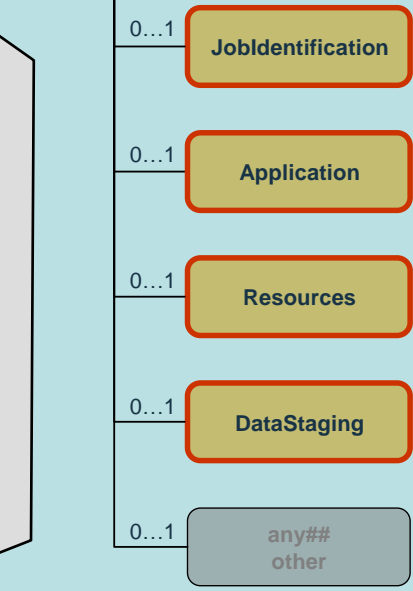 0...1
JobIdentification
0...1
Application
0...1
Resources
0...1
DataStaging
0...1
any##
other